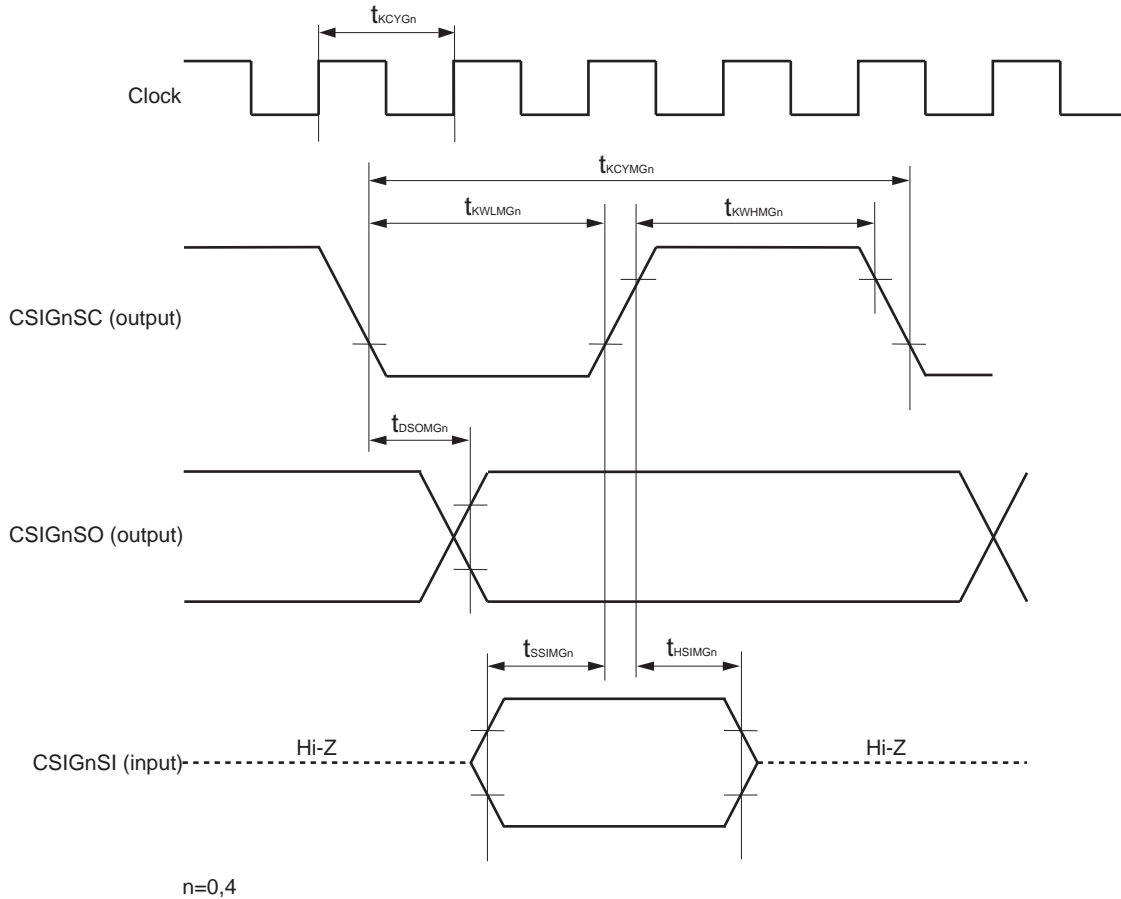 tKCYGn
Clock
tKCYMGn
tKWLMGn
tKWHMGn
CSIGnSC (output)
tDSOMGn
CSIGnSO (output)
tSSIMGn
tHSIMGn
Hi-Z
Hi-Z
CSIGnSI (input)
n=0,4